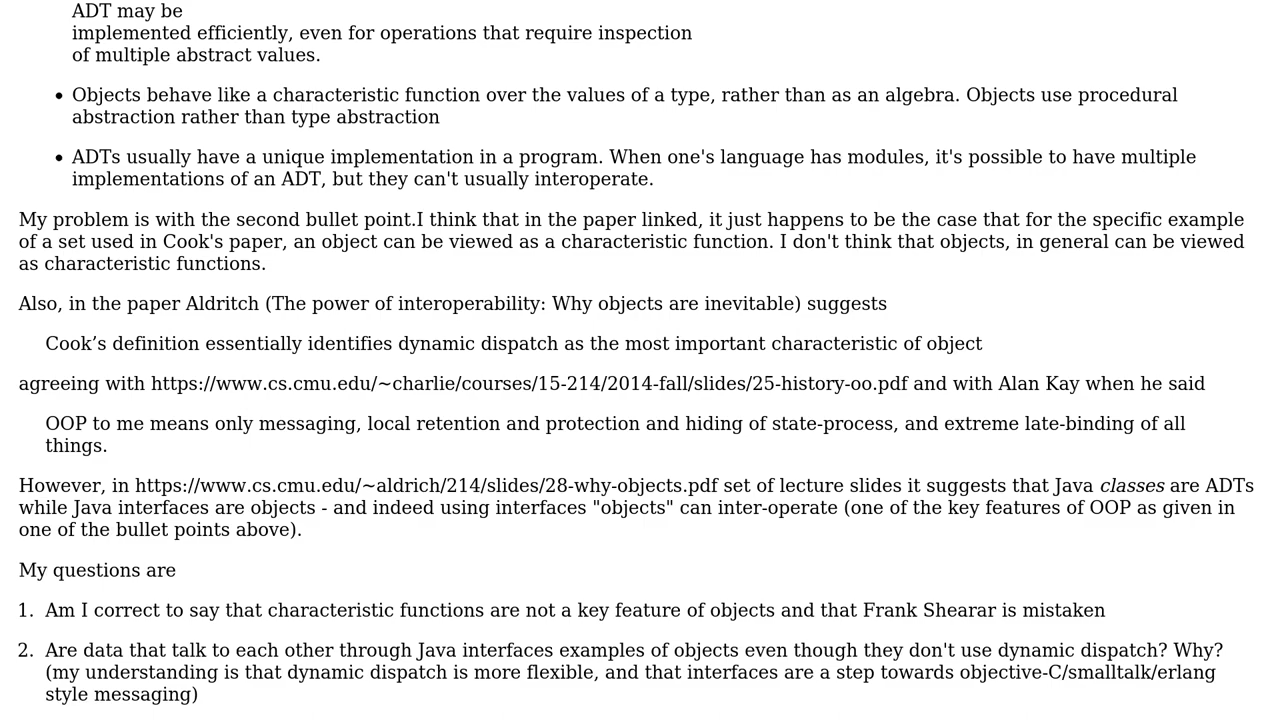 ADT may be
implemented efficiently, even for operations that require inspection
of multiple abstract values.
• Objects behave like a characteristic function over the values of a type, rather than as an algebra. Objects use procedural
abstraction rather than type abstraction
• ADTs usually have a unique implementation in a program. When one's language has modules, it's possible to have multiple
implementations of an ADT, but they can't usually interoperate.
My problem is with the second bullet point.I think that in the paper linked, it just happens to be the case that for the specific example
of a set used in Cook's paper, an object can be viewed as a characteristic function. I don't think that objects, in general can be viewed
as characteristic functions.
Also, in the paper Aldritch (The power of interoperability: Why objects are inevitable) suggests
Cook’s definition essentially identifies dynamic dispatch as the most important characteristic of object
agreeing with https://www.cs.cmu.edu/~charlie/courses/15-214/2014-fall/slides/25-history-oo.pdf and with Alan Kay when he said
OOP to me means only messaging, local retention and protection and hiding of state-process, and extreme late-binding of all
things.
However, in https://www.cs.cmu.edu/~aldrich/214/slides/28-why-objects.pdf set of lecture slides it suggests that Java classes are ADTs
while Java interfaces are objects - and indeed using interfaces "objects" can inter-operate (one of the key features of OOP as given in
one of the bullet points above).
My questions are
1. Am I correct to say that characteristic functions are not a key feature of objects and that Frank Shearar is mistaken
2. Are data that talk to each other through Java interfaces examples of objects even though they don't use dynamic dispatch? Why?
(my understanding is that dynamic dispatch is more flexible, and that interfaces are a step towards objective-C/smalltalk/erlang
style messaging)